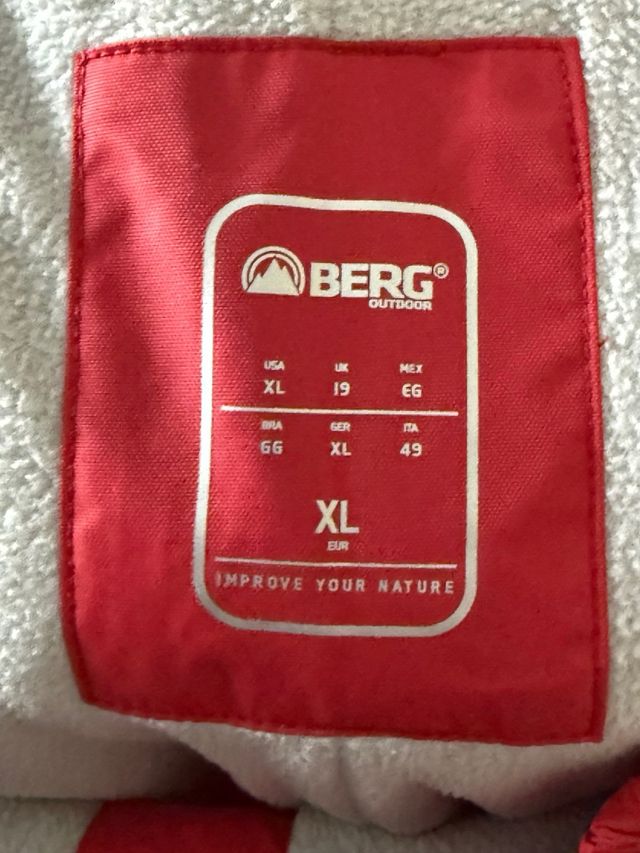 BERG®
OUTDOOR
USA UK MEX
XL 19 EG
BRA GER ITA
GG XL 49
XL
EUR
IMPROVE YOUR NATURE